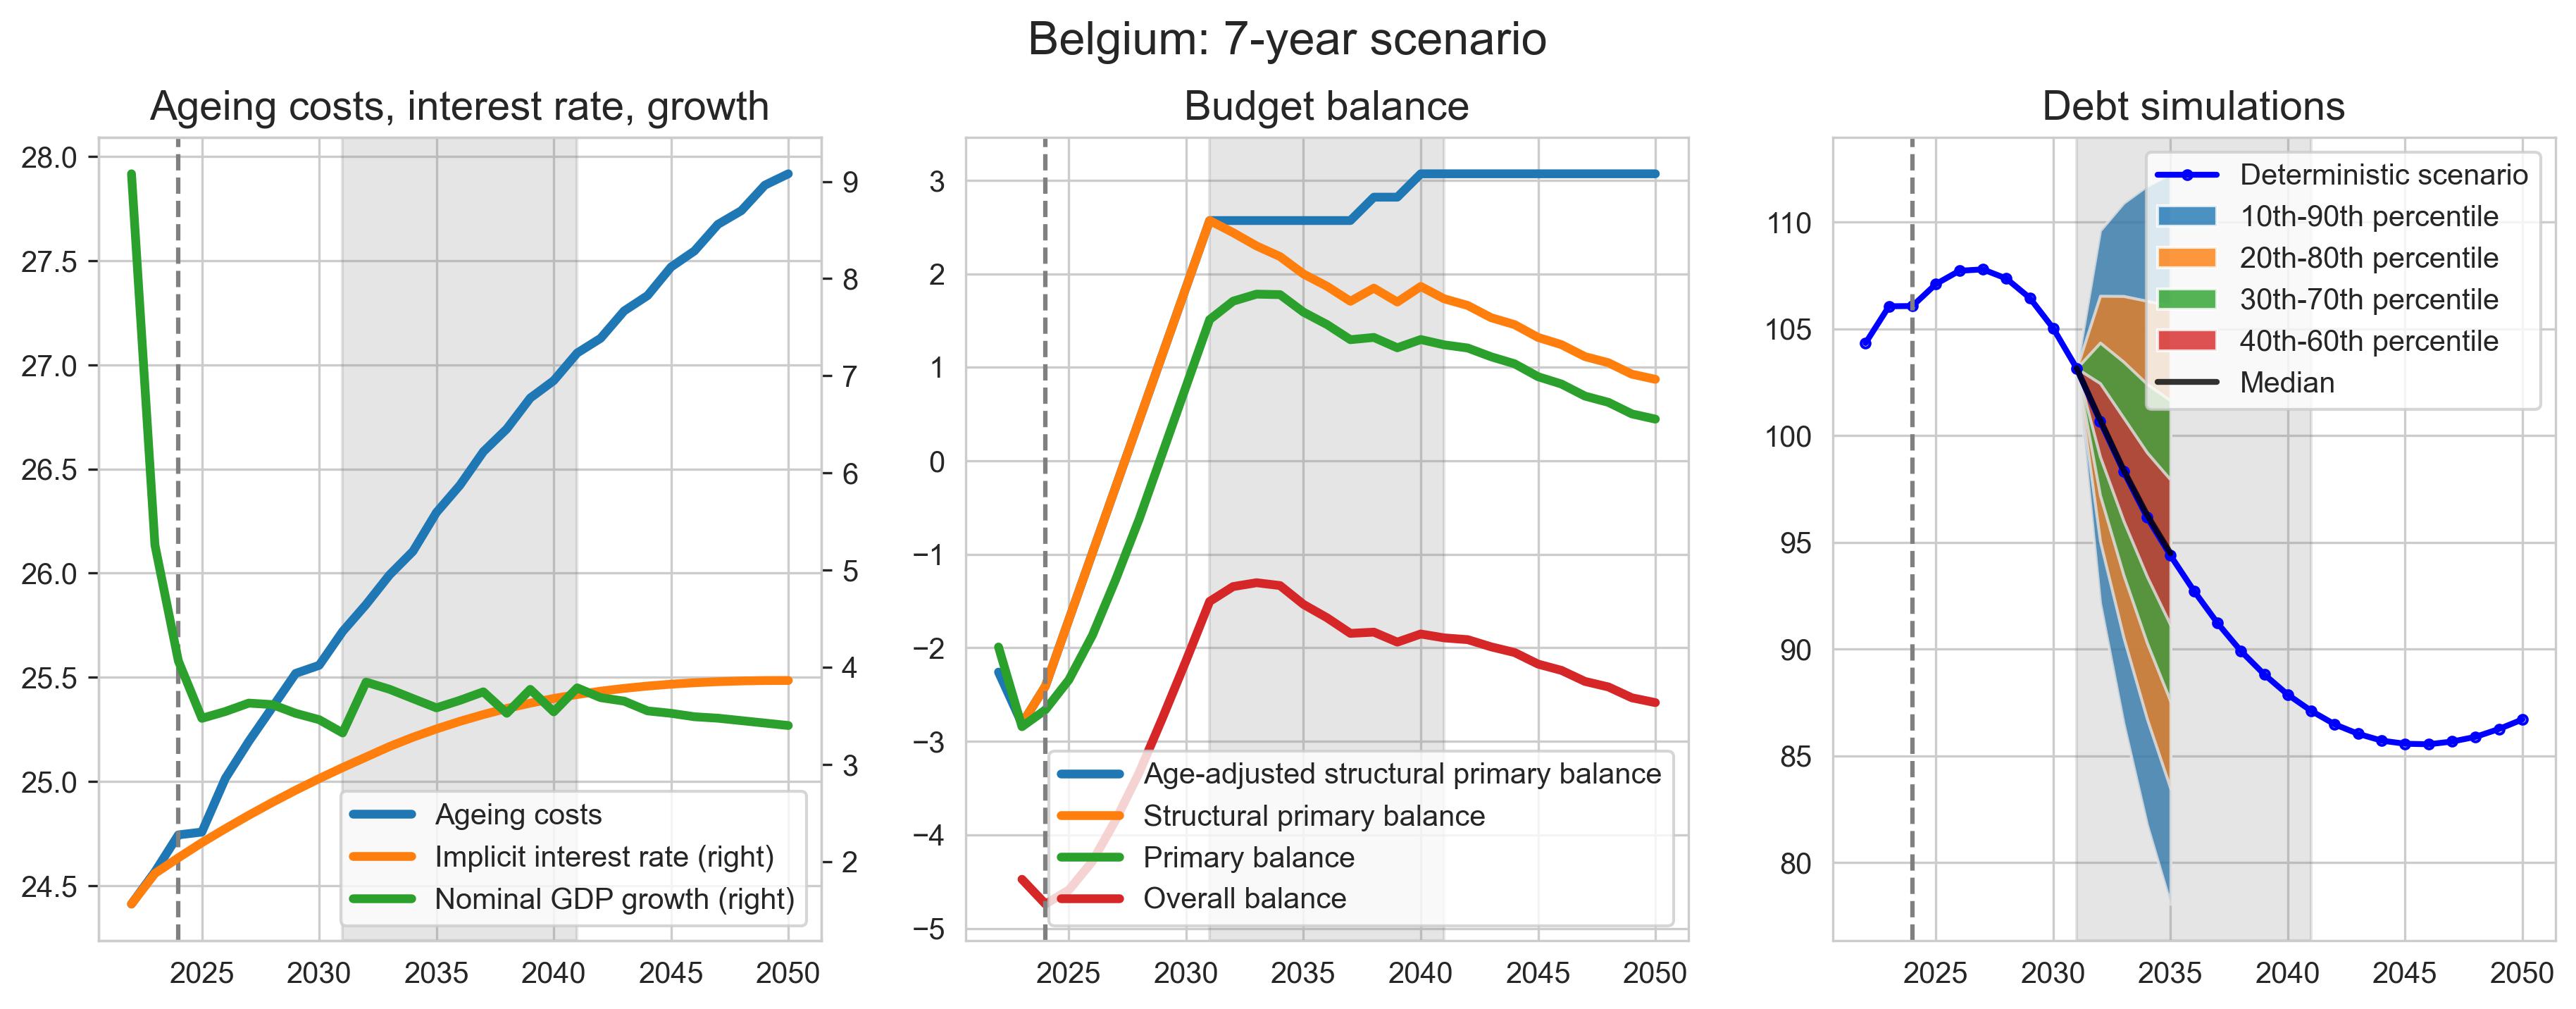 Belgium: 7-year scenario
Ageing costs, interest rate, growth
28.0
27.5
27.0
26.5
26.0
25.5
25.0
24.5
9
8
7
6
5
4
3
2
Ageing costs
Implicit interest rate (right)
Nominal GDP growth (right)
2025 2030 2035 2040 2045 2050
Budget balance
3
2
1
0
−1
−2
−3
−4
−5
Age-adjusted structural primary balance
Structural primary balance
Primary balance
Overall balance
2025 2030 2035 2040 2045 2050
Debt simulations
110
105
100
95
90
85
80
Deterministic scenario
10th-90th percentile
20th-80th percentile
30th-70th percentile
40th-60th percentile
Median
2025 2030 2035 2040 2045 2050